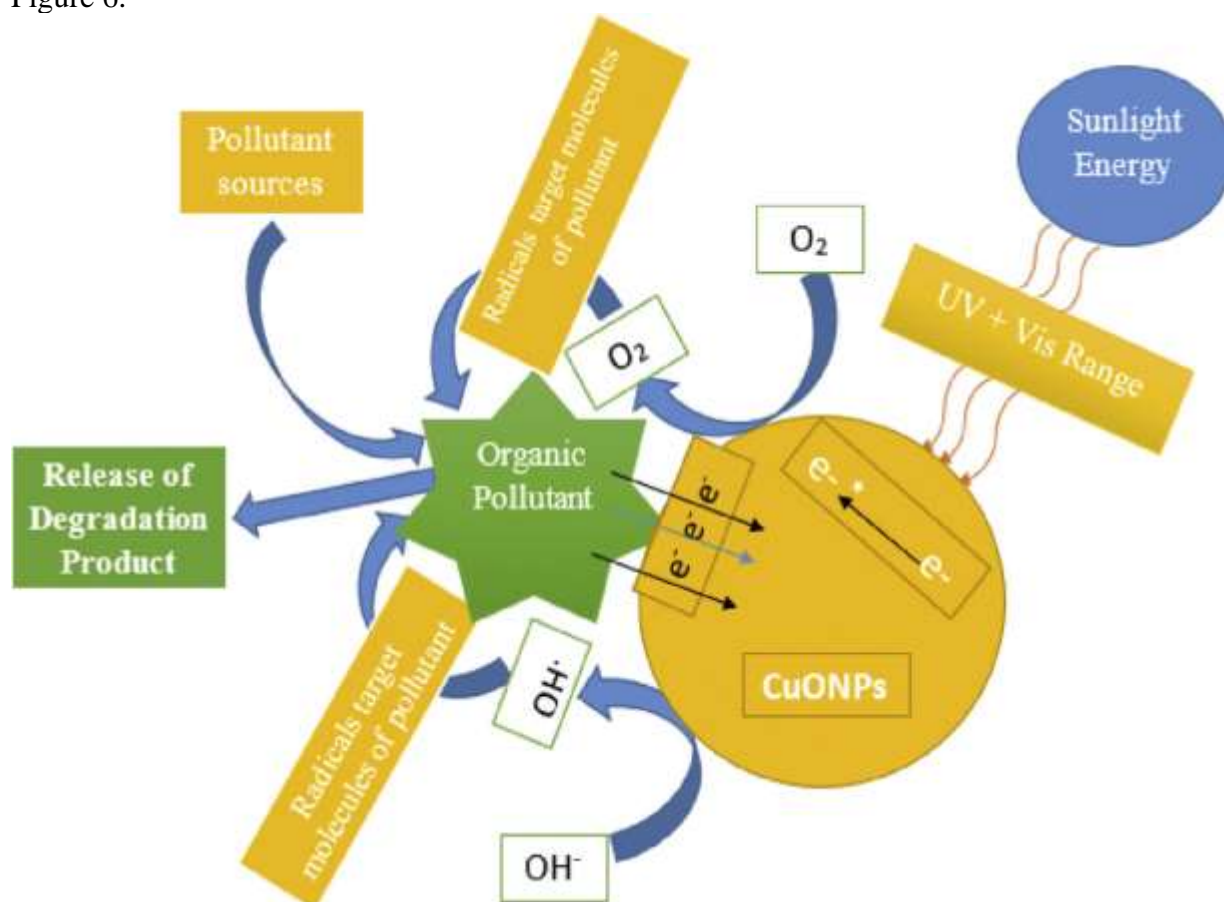 Figure 6.
Pollutant
sources
Radicals target molecules
of pollutant
O₂
Sunlight
Energy
UV + Vis Range
O₂
Organic
Pollutant
Release of
Degradation
Product
e⁻ e⁻ e⁻
e- *
e-
CuONPs
Radicals target
molecules of pollutant
OH·
OH⁻